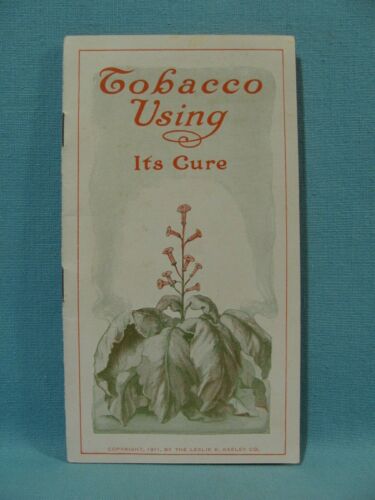 Tobacco
Using
Its Cure
COPYRIGHT, 1911, BY THE LESLIE E. KEELEY CO.